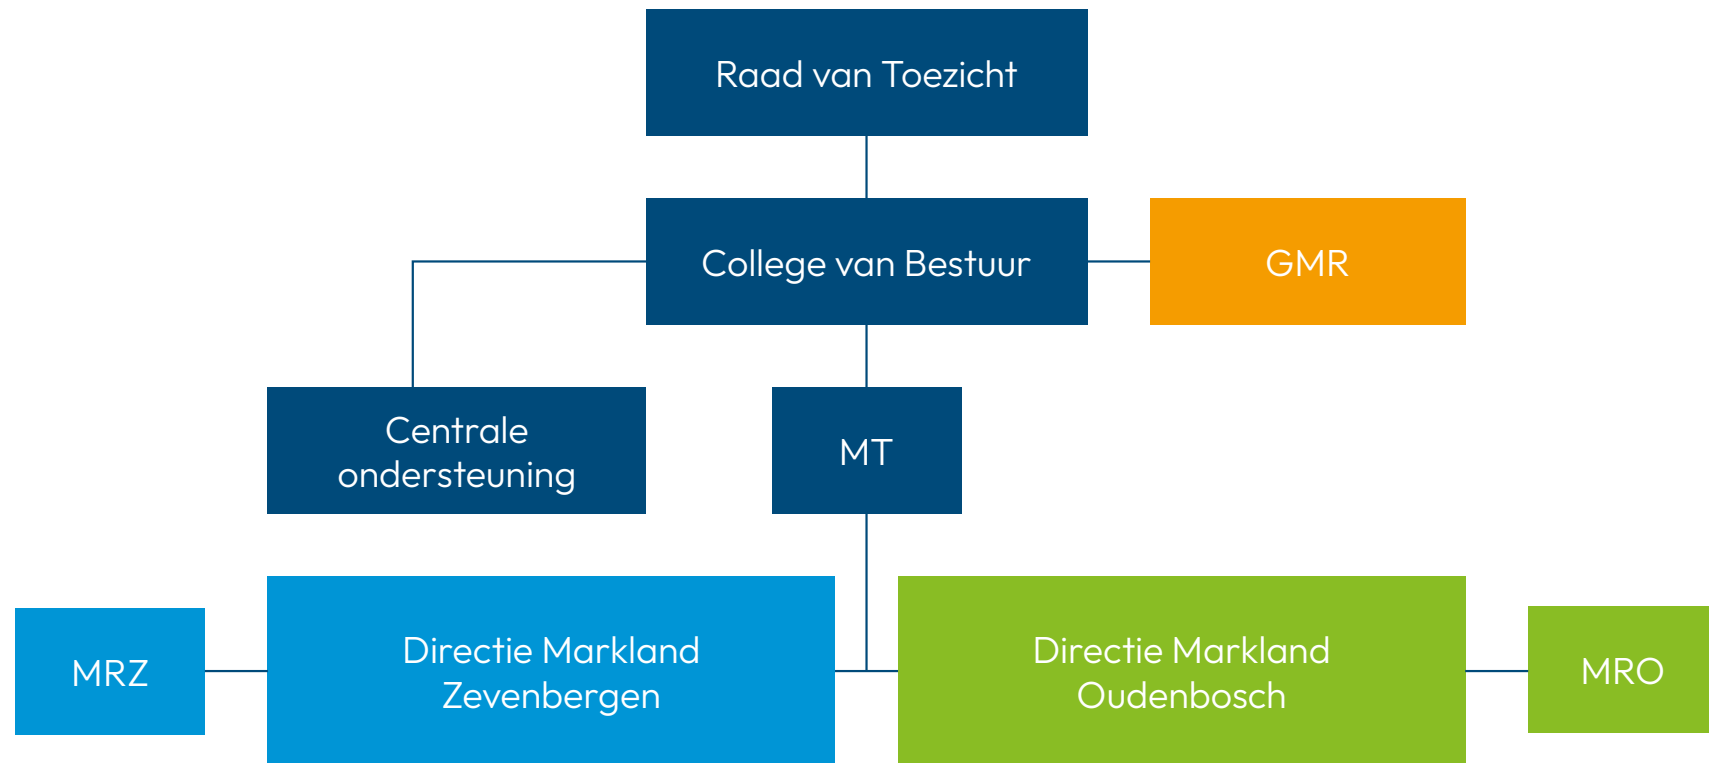 Raad van Toezicht
College van Bestuur
GMR
Centrale
ondersteuning
MT
MRZ
Directie Markland
Zevenbergen
Directie Markland
Oudenbosch
MRO